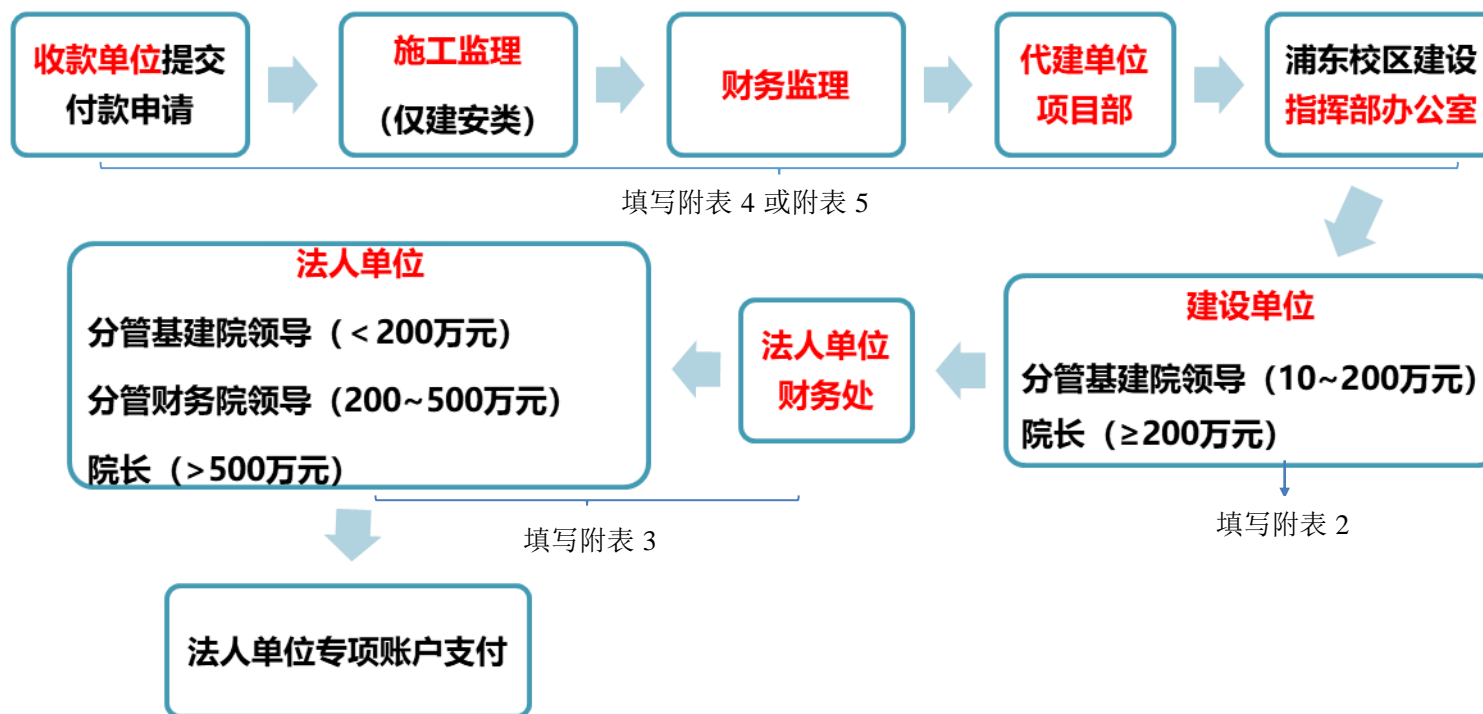 收款单位提交
付款申请
施工监理
（仅建安类）
财务监理
代建单位
项目部
浦东校区建设
指挥部办公室
填写附表 4 或附表 5
建设单位
分管基建院领导（10~200万元）
院长（≥200万元）
填写附表 2
法人单位
财务处
法人单位
分管基建院领导（＜200万元）
分管财务院领导（200~500万元）
院长（>500万元）
填写附表 3
法人单位专项账户支付